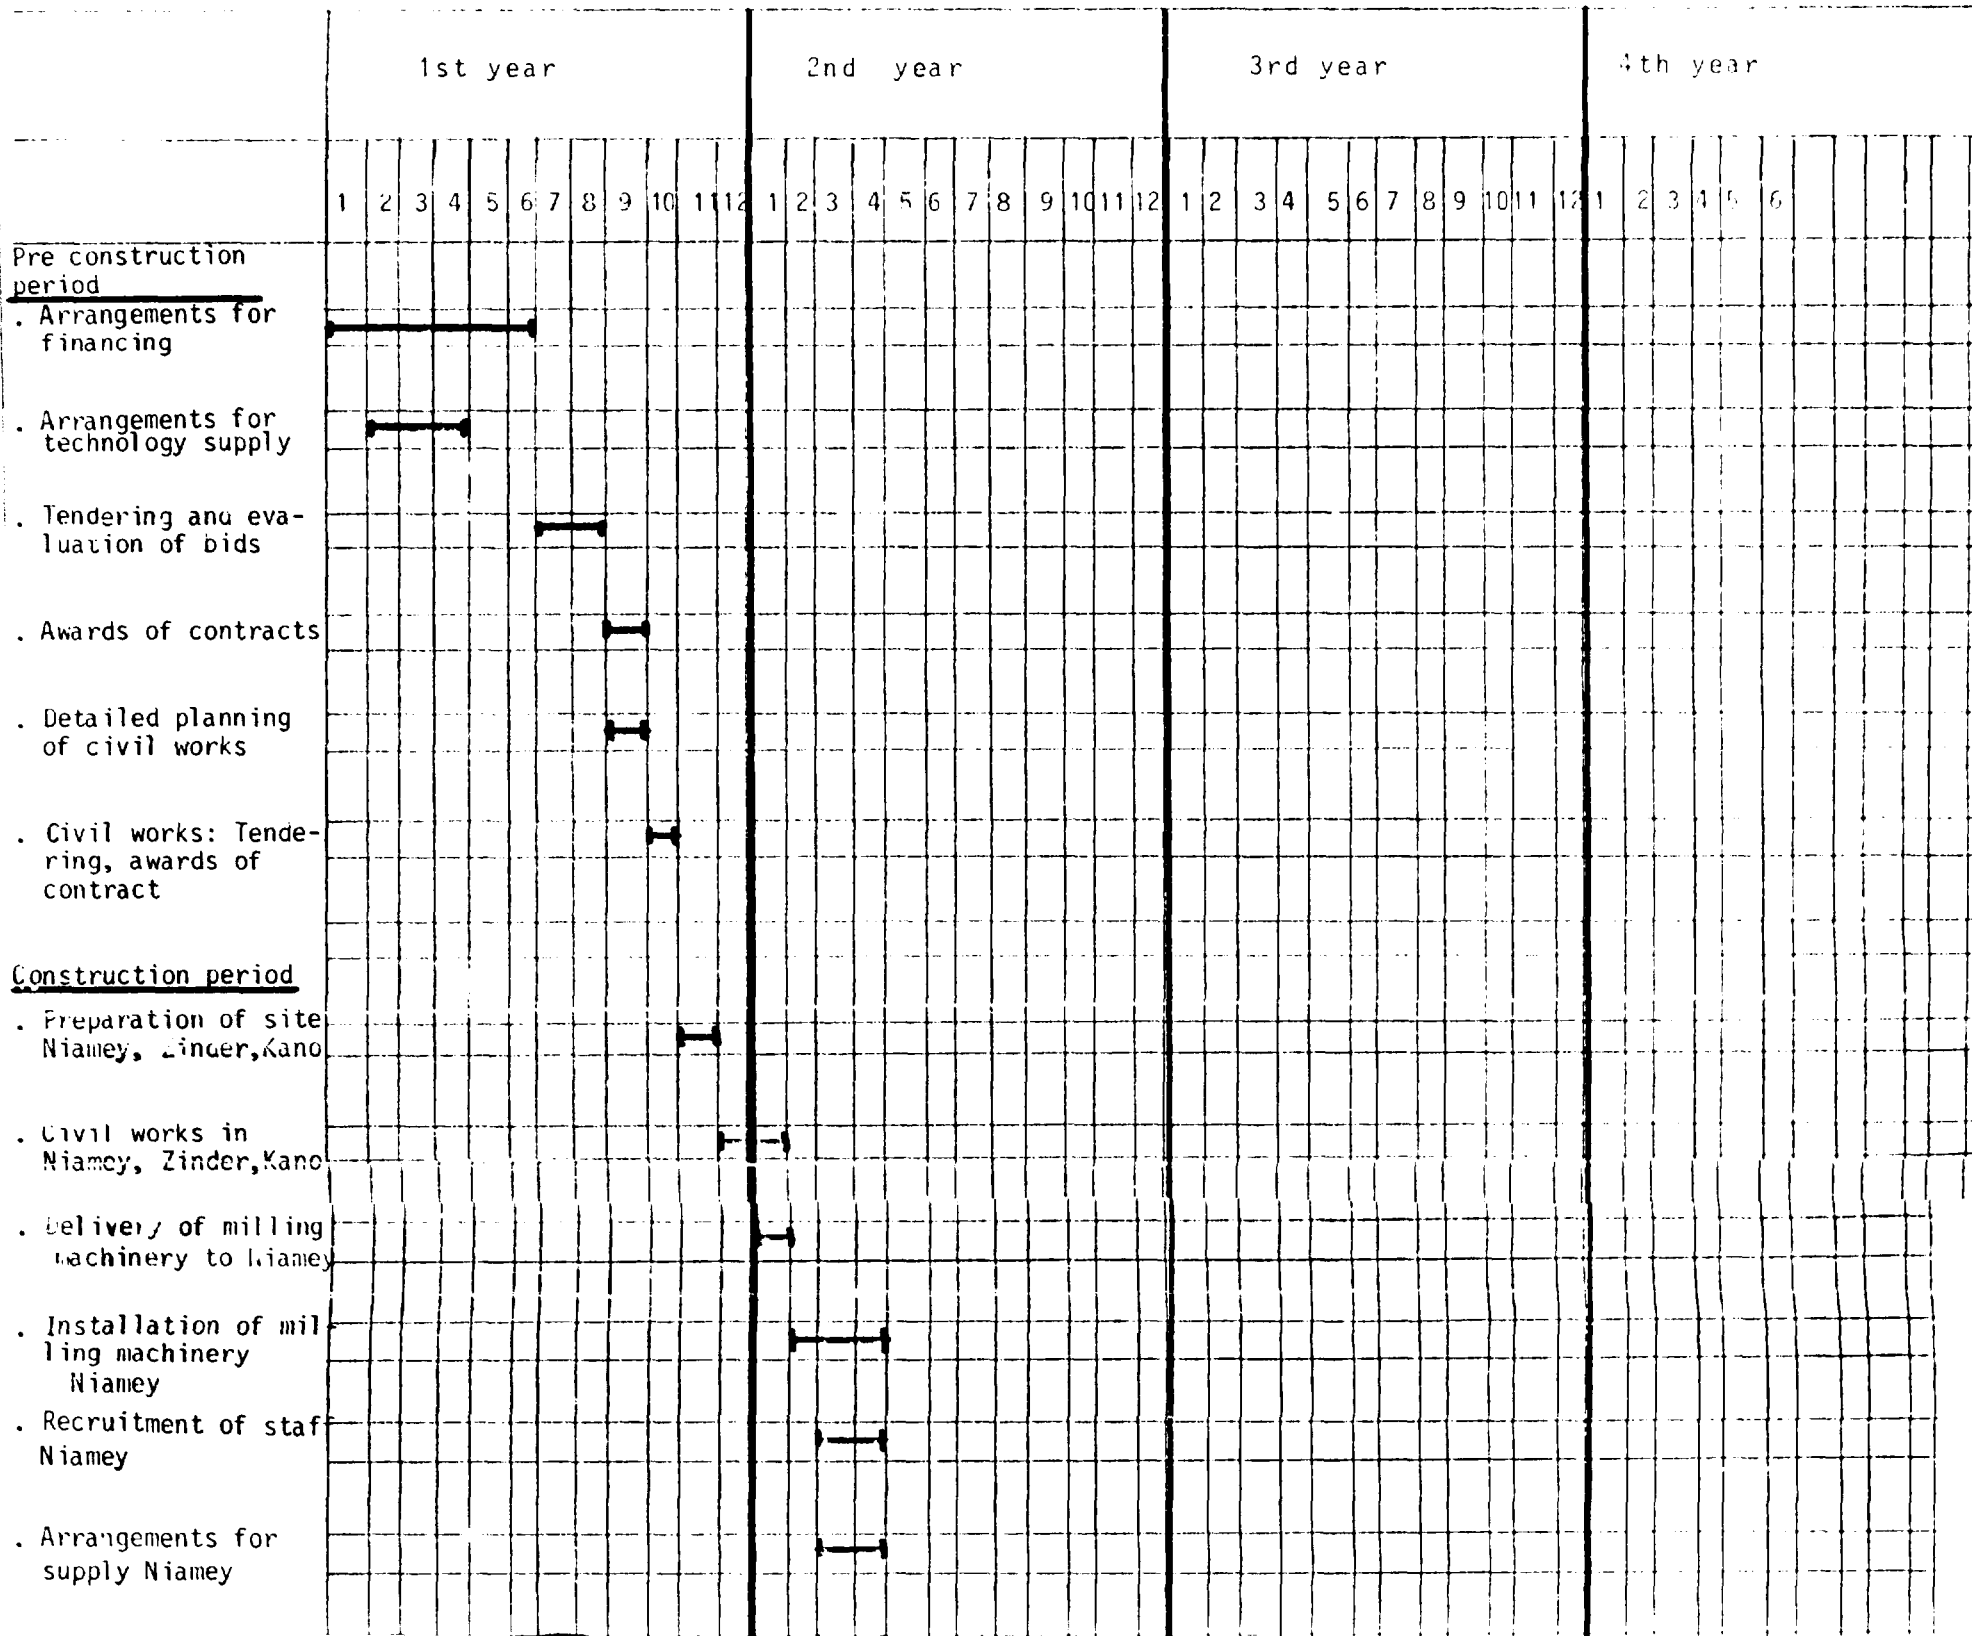 1st year 2nd year 3rd year 4th year
1 2 3 4 5 6 7 8 9 10 11 12 1 2 3 4 5 6 7 8 9 10 11 12 1 2 3 4 5 6 7 8 9 10 11 12 1 2 3 4 5 6
Pre construction
period
. Arrangements for
financing
. Arrangements for
technology supply
. Tendering and eva-
luation of bids
. Awards of contracts
. Detailed planning
of civil works
. Civil works: Tende-
ring, awards of
contract
Construction period
. Preparation of site
Niamey, Zinder,Kano
. Civil works in
Niamey, Zinder,Kano
. Delivery of milling
machinery to Niamey
. Installation of mil-
ling machinery
Niamey
. Recruitment of staff
Niamey
. Arrangements for
supply Niamey